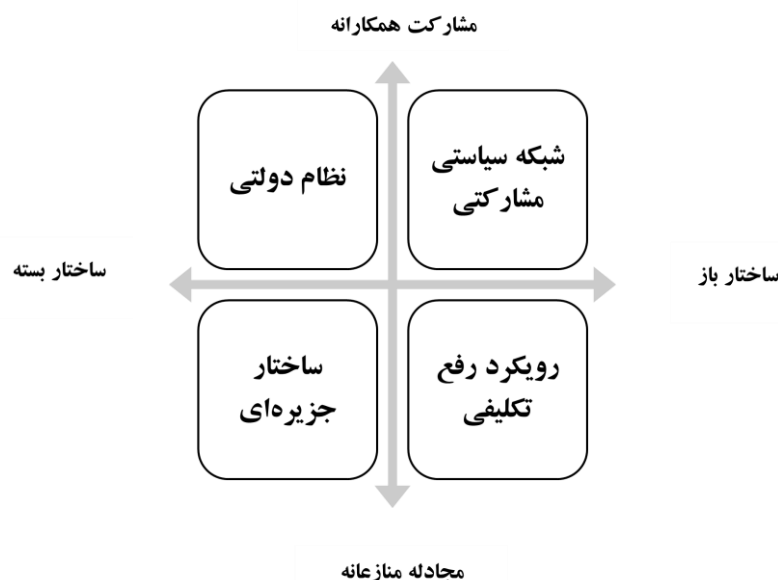 مشارکت همکارانه
شبکه سیاستی
مشارکتی
نظام دولتی
ساختار باز
ساختار بسته
رویکرد رفع
تکلیفی
ساختار
جزیره‌ای
مجادله منازعانه